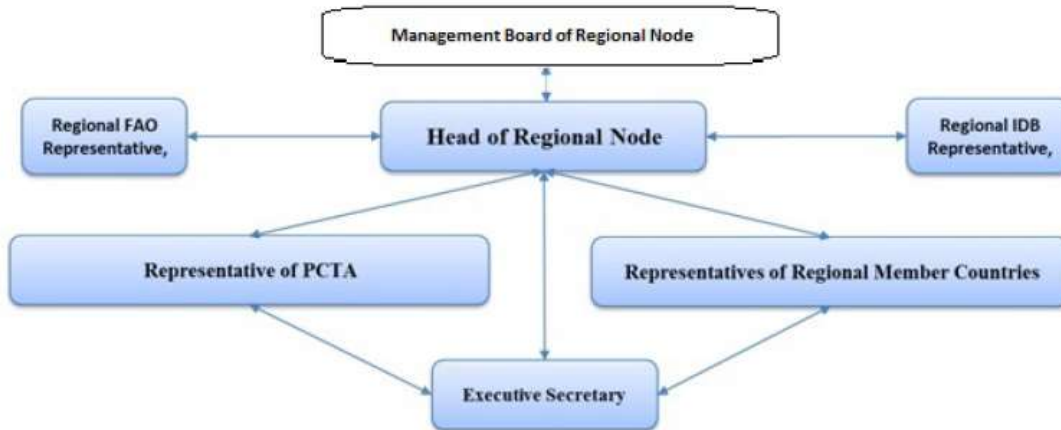 Management Board of Regional Node
Regional FAO
Representative,
Head of Regional Node
Regional IDB
Representative,
Representative of PCTA
Representatives of Regional Member Countries
Executive Secretary